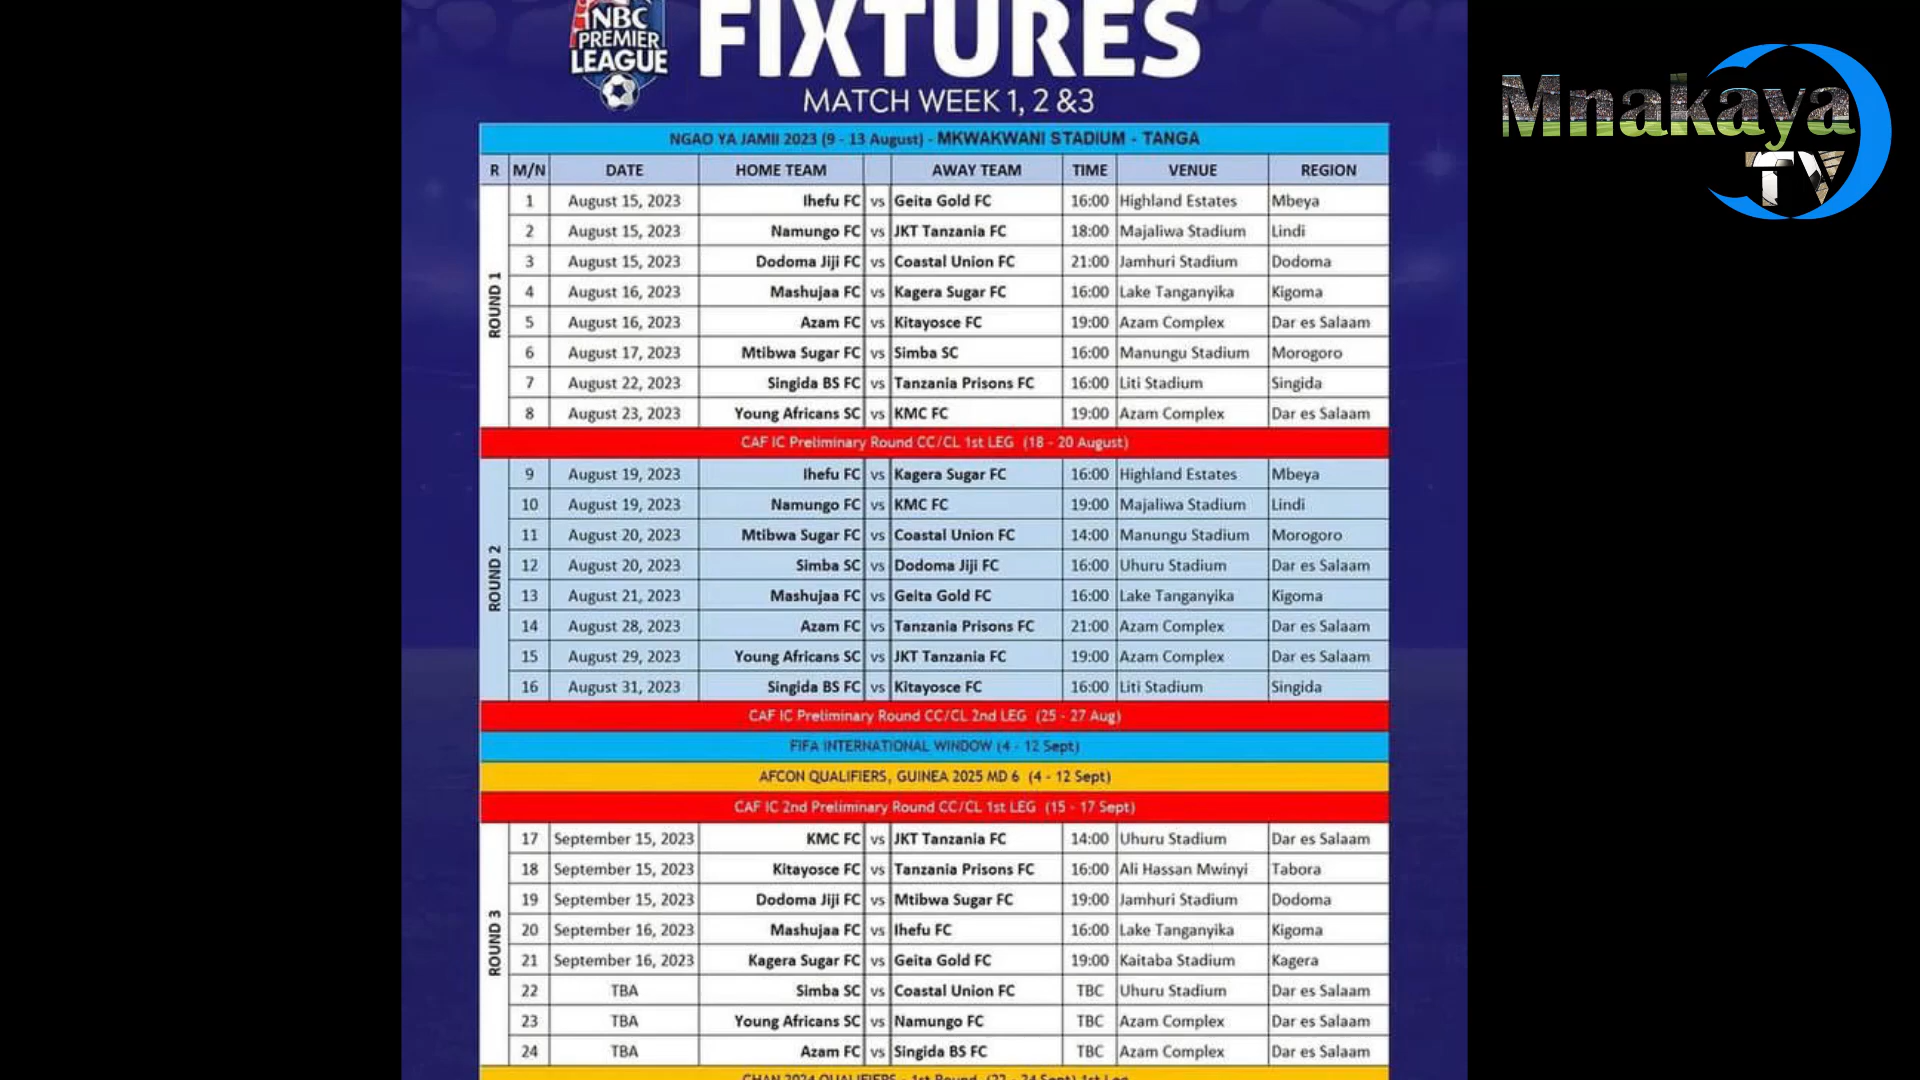 NBC
PREMIER
LEAGUE
FIXTURES
MATCH WEEK 1, 2 &3
Mnakaya
TV
NGAO YA JAMII 2023 (9 - 13 August) - MKWAKWANI STADIUM - TANGA
R M/N DATE HOME TEAM AWAY TEAM TIME VENUE REGION
ROUND 1
1 August 15, 2023 Ihefu FC vs Geita Gold FC 16:00 Highland Estates Mbeya
2 August 15, 2023 Namungo FC vs JKT Tanzania FC 18:00 Majaliwa Stadium Lindi
3 August 15, 2023 Dodoma Jiji FC vs Coastal Union FC 21:00 Jamhuri Stadium Dodoma
4 August 16, 2023 Mashujaa FC vs Kagera Sugar FC 16:00 Lake Tanganyika Kigoma
5 August 16, 2023 Azam FC vs Kitayosce FC 19:00 Azam Complex Dar es Salaam
6 August 17, 2023 Mtibwa Sugar FC vs Simba SC 16:00 Manungu Stadium Morogoro
7 August 22, 2023 Singida BS FC vs Tanzania Prisons FC 16:00 Liti Stadium Singida
8 August 23, 2023 Young Africans SC vs KMC FC 19:00 Azam Complex Dar es Salaam
CAF IC Preliminary Round CC/CL 1st LEG (18 - 20 August)
ROUND 2
9 August 19, 2023 Ihefu FC vs Kagera Sugar FC 16:00 Highland Estates Mbeya
10 August 19, 2023 Namungo FC vs KMC FC 19:00 Majaliwa Stadium Lindi
11 August 20, 2023 Mtibwa Sugar FC vs Coastal Union FC 14:00 Manungu Stadium Morogoro
12 August 20, 2023 Simba SC vs Dodoma Jiji FC 16:00 Uhuru Stadium Dar es Salaam
13 August 21, 2023 Mashujaa FC vs Geita Gold FC 16:00 Lake Tanganyika Kigoma
14 August 28, 2023 Azam FC vs Tanzania Prisons FC 21:00 Azam Complex Dar es Salaam
15 August 29, 2023 Young Africans SC vs JKT Tanzania FC 19:00 Azam Complex Dar es Salaam
16 August 31, 2023 Singida BS FC vs Kitayosce FC 16:00 Liti Stadium Singida
CAF IC Preliminary Round CC/CL 2nd LEG (25 - 27 Aug)
FIFA INTERNATIONAL WINDOW (4 - 12 Sept)
AFCON QUALIFIERS, GUINEA 2025 MD 6 (4 - 12 Sept)
CAF IC 2nd Preliminary Round CC/CL 1st LEG (15 - 17 Sept)
ROUND 3
17 September 15, 2023 KMC FC vs JKT Tanzania FC 14:00 Uhuru Stadium Dar es Salaam
18 September 15, 2023 Kitayosce FC vs Tanzania Prisons FC 16:00 Ali Hassan Mwinyi Tabora
19 September 15, 2023 Dodoma Jiji FC vs Mtibwa Sugar FC 19:00 Jamhuri Stadium Dodoma
20 September 16, 2023 Mashujaa FC vs Ihefu FC 16:00 Lake Tanganyika Kigoma
21 September 16, 2023 Kagera Sugar FC vs Geita Gold FC 19:00 Kaitaba Stadium Kagera
22 TBA Simba SC vs Coastal Union FC TBC Uhuru Stadium Dar es Salaam
23 TBA Young Africans SC vs Namungo FC TBC Azam Complex Dar es Salaam
24 TBA Azam FC vs Singida BS FC TBC Azam Complex Dar es Salaam
CHAN 2024 QUALIFIERS - 1st Round (22 - 24 Sept) 1st Leg